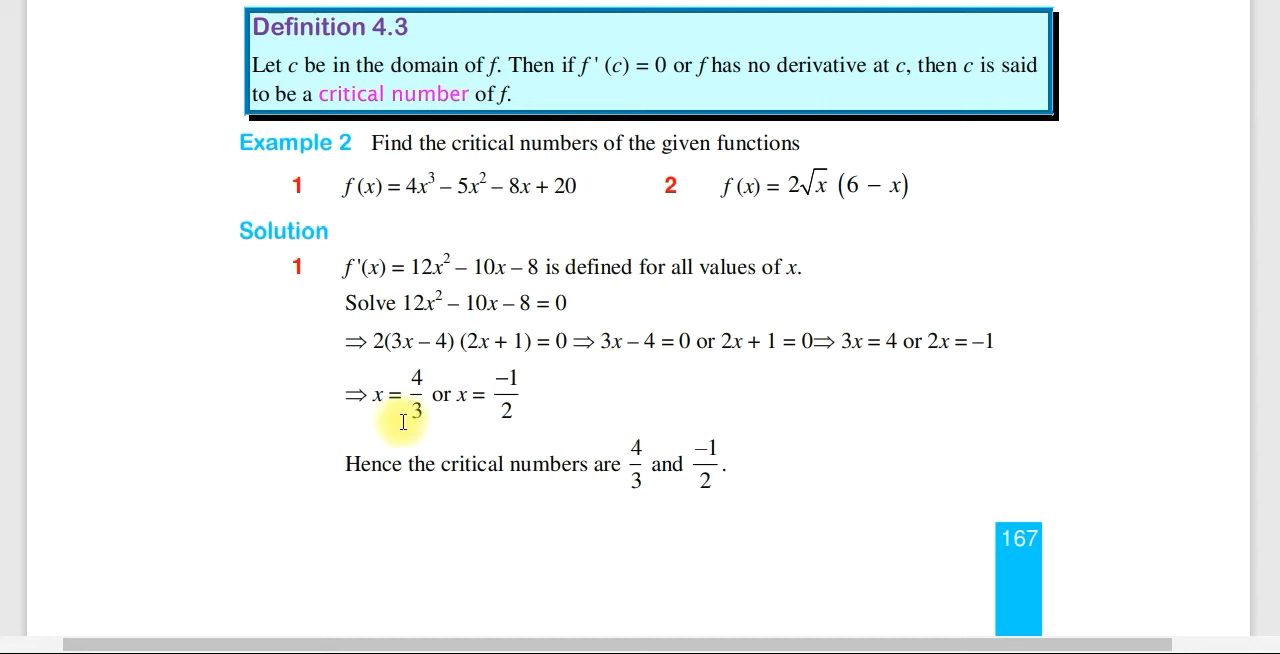 Definition 4.3
Let c be in the domain of f. Then if f ' (c) = 0 or f has no derivative at c, then c is said
to be a critical number of f.
Example 2 Find the critical numbers of the given functions
1 f (x) = 4x³ – 5x² – 8x + 20 2 f (x) = 2√x (6 − x)
Solution
1 f '(x) = 12x² – 10x – 8 is defined for all values of x.
Solve 12x² – 10x – 8 = 0
⇒ 2(3x – 4) (2x + 1) = 0 ⇒ 3x – 4 = 0 or 2x + 1 = 0⇒ 3x = 4 or 2x = –1
⇒ x = 4/3 or x = −1/2
Hence the critical numbers are 4/3 and −1/2.
167